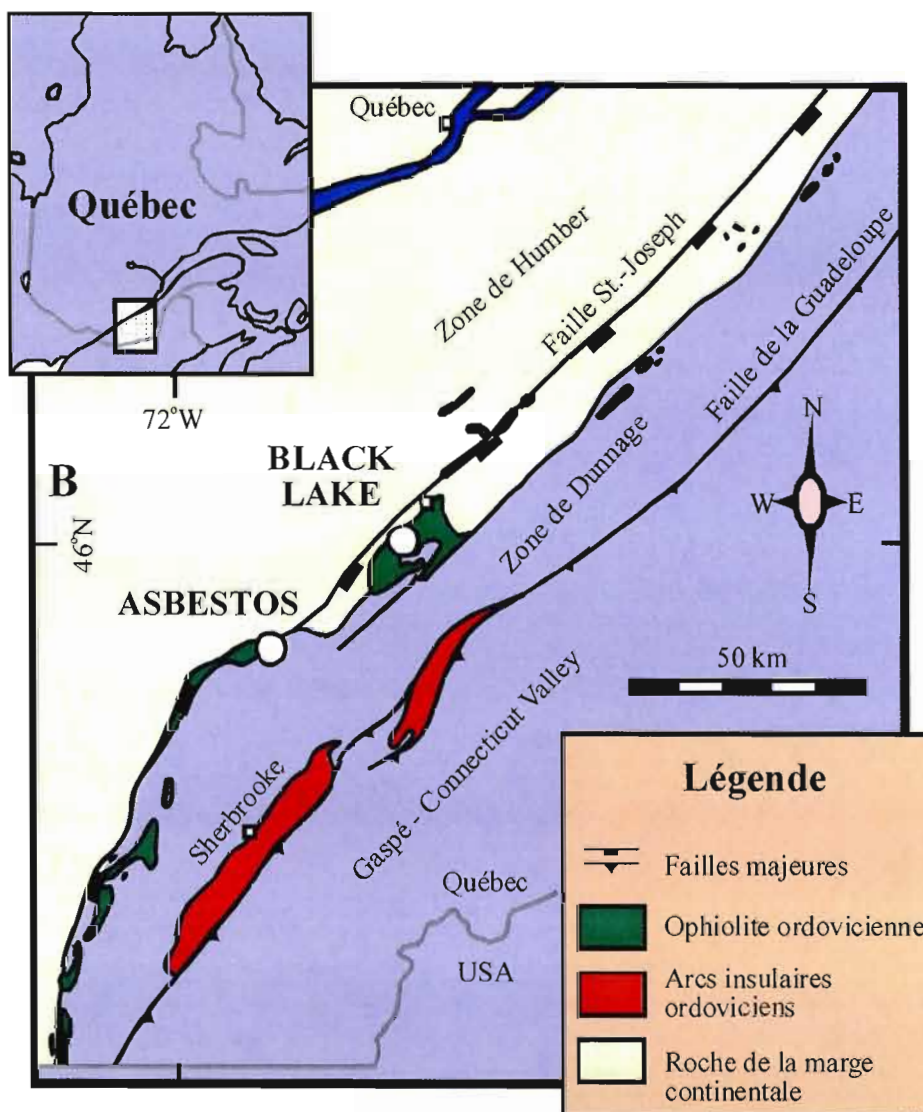 Québec
Québec
72°W
Zone de Humber
Faille St.-Joseph
Faille de la Guadeloupe
B
BLACK
LAKE
N
W
E
S
46°N
Zone de Dunnage
ASBESTOS
50 km
Gaspé - Connecticut Valley
Sherbrooke
Québec
USA
Légende
Failles majeures
Ophiolite ordovicienne
Arcs insulaires
ordoviciens
Roche de la marge
continentale